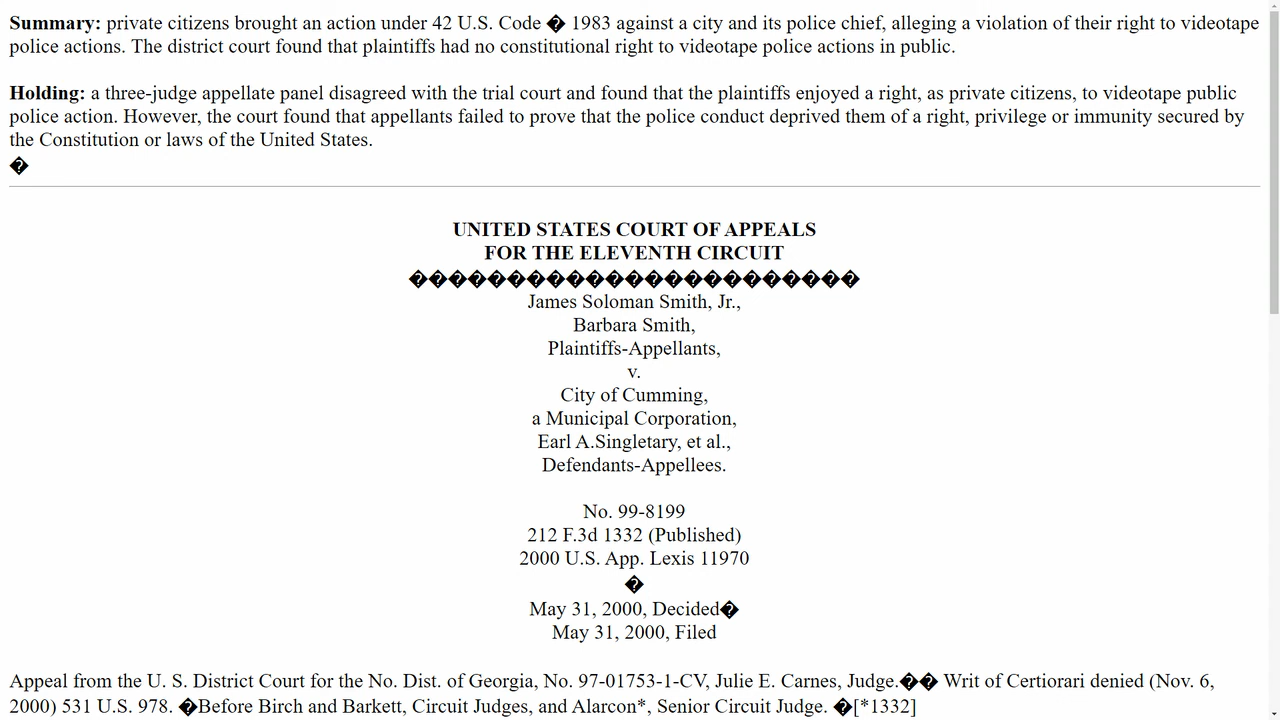 Summary: private citizens brought an action under 42 U.S. Code � 1983 against a city and its police chief, alleging a violation of their right to videotape
police actions. The district court found that plaintiffs had no constitutional right to videotape police actions in public.
Holding: a three-judge appellate panel disagreed with the trial court and found that the plaintiffs enjoyed a right, as private citizens, to videotape public
police action. However, the court found that appellants failed to prove that the police conduct deprived them of a right, privilege or immunity secured by
the Constitution or laws of the United States.
�
UNITED STATES COURT OF APPEALS
FOR THE ELEVENTH CIRCUIT
�����������������������
James Soloman Smith, Jr.,
Barbara Smith,
Plaintiffs-Appellants,
v.
City of Cumming,
a Municipal Corporation,
Earl A.Singletary, et al.,
Defendants-Appellees.
No. 99-8199
212 F.3d 1332 (Published)
2000 U.S. App. Lexis 11970
�
May 31, 2000, Decided�
May 31, 2000, Filed
Appeal from the U. S. District Court for the No. Dist. of Georgia, No. 97-01753-1-CV, Julie E. Carnes, Judge.�� Writ of Certiorari denied (Nov. 6,
2000) 531 U.S. 978. �Before Birch and Barkett, Circuit Judges, and Alarcon*, Senior Circuit Judge. �[*1332]